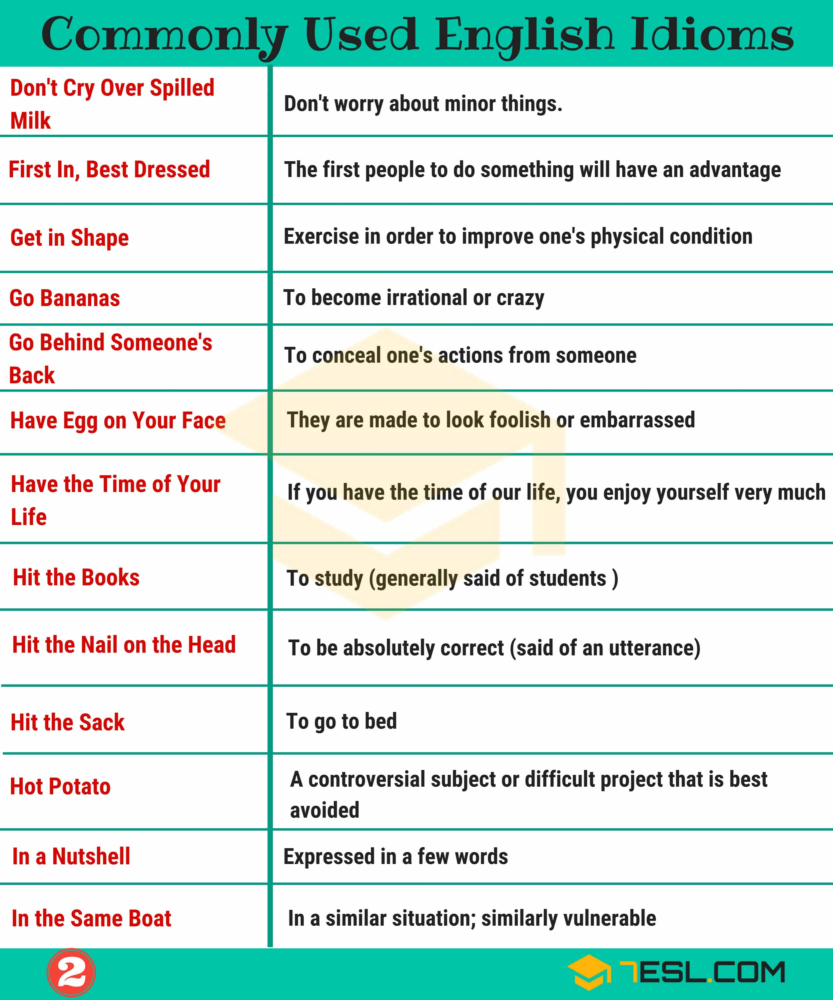 Commonly Used English Idioms
Don't Cry Over Spilled
Milk
Don't worry about minor things.
First In, Best Dressed
The first people to do something will have an advantage
Get in Shape
Exercise in order to improve one's physical condition
Go Bananas
To become irrational or crazy
Go Behind Someone's
Back
To conceal one's actions from someone
Have Egg on Your Face
They are made to look foolish or embarrassed
Have the Time of Your
Life
If you have the time of our life, you enjoy yourself very much
Hit the Books
To study (generally said of students )
Hit the Nail on the Head
To be absolutely correct (said of an utterance)
Hit the Sack
To go to bed
Hot Potato
A controversial subject or difficult project that is best
avoided
In a Nutshell
Expressed in a few words
In the Same Boat
In a similar situation; similarly vulnerable
2
7ESL.COM